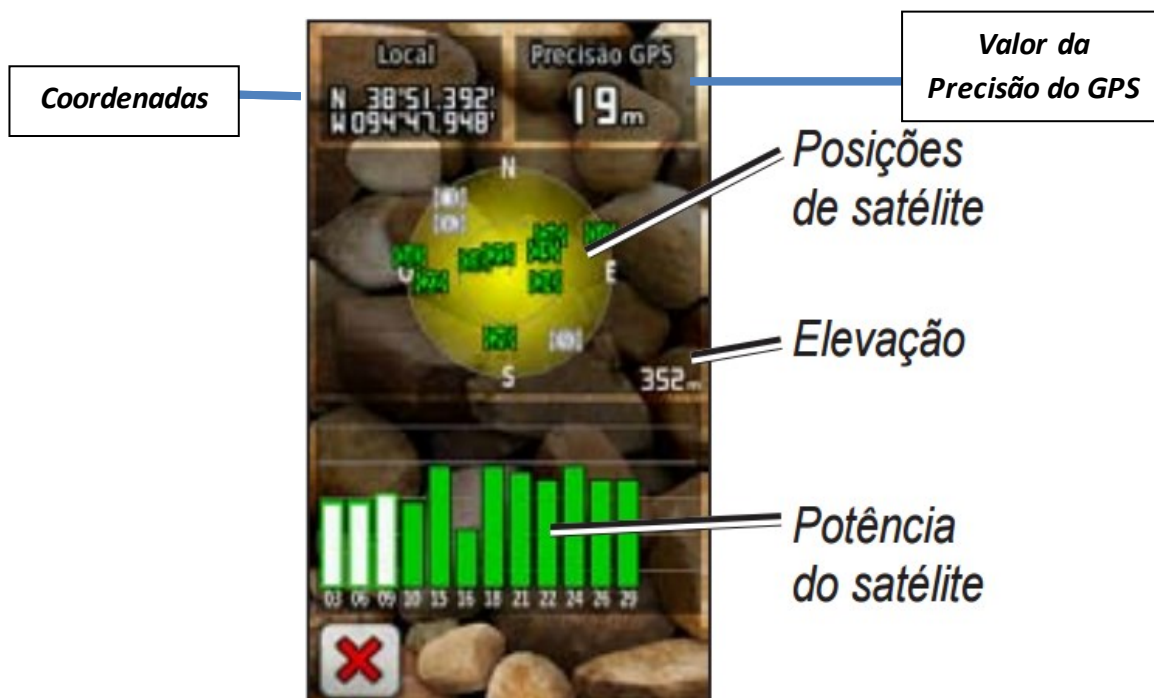 Local
Precisão GPS
N 38°51.392'
W 094°47.948'
19m
Coordenadas
Valor da
Precisão do GPS
N
E
S
Posições
de satélite
Elevação
352m
03 06 09 10 15 16 18 21 22 24 26 29
Potência
do satélite